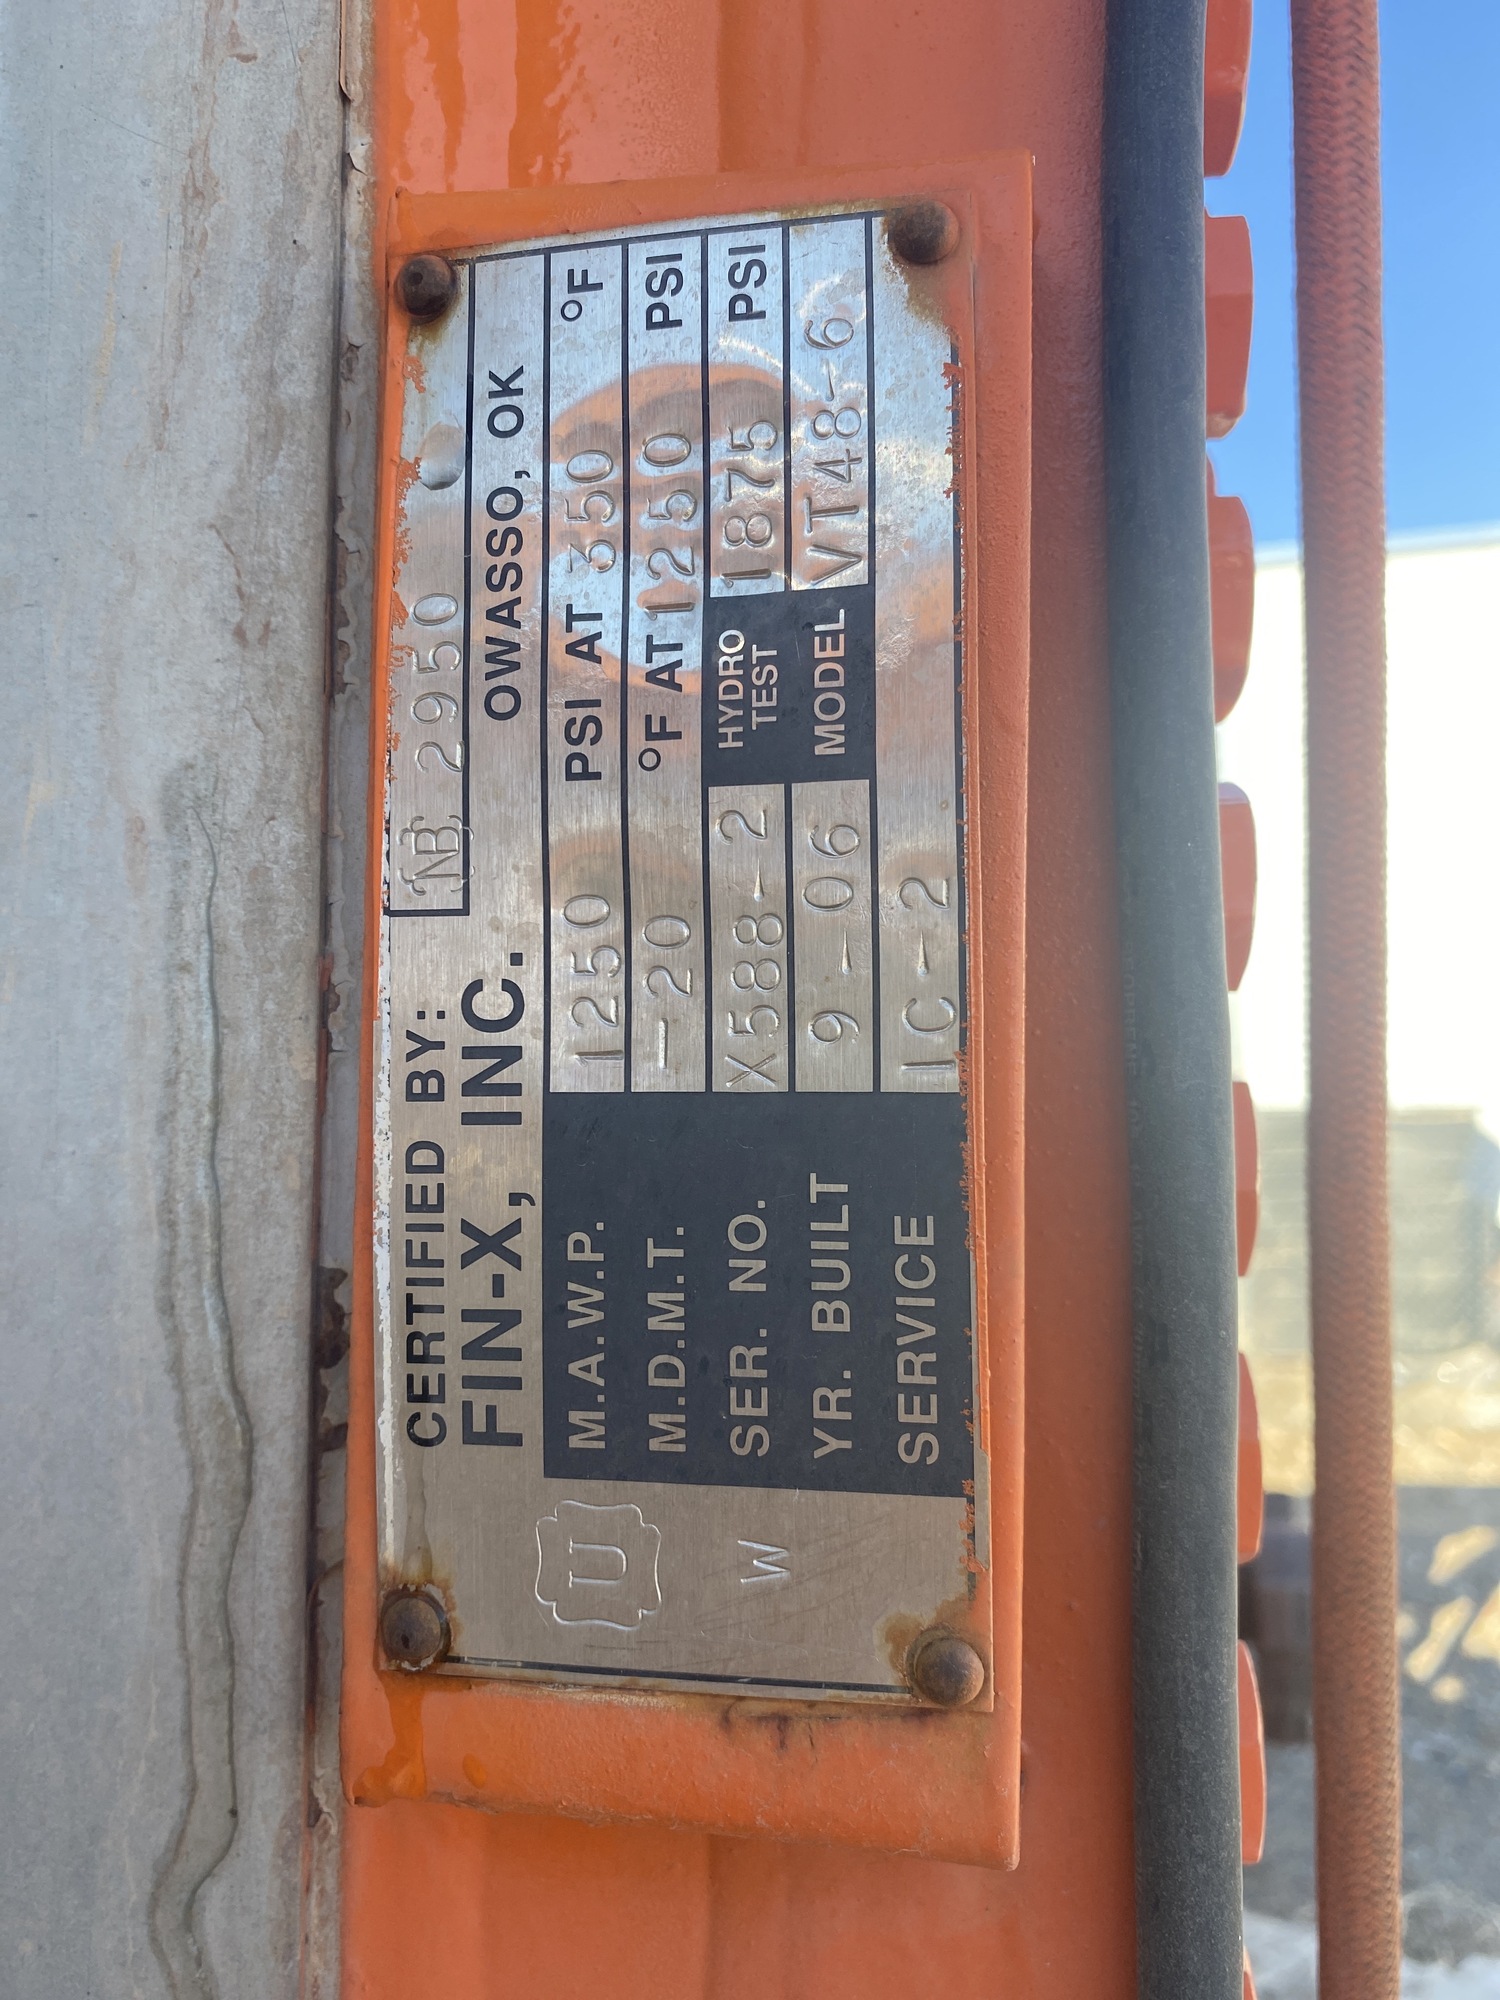 CERTIFIED BY:
NB 2950
FIN-X, INC.
OWASSO, OK
U
W
M.A.W.P. 1250 PSI AT 350 °F
M.D.M.T. -20 °F AT 1250 PSI
SER. NO. X588-2 HYDRO TEST 1875 PSI
YR. BUILT 9-06 MODEL VT48-6
SERVICE IC-2